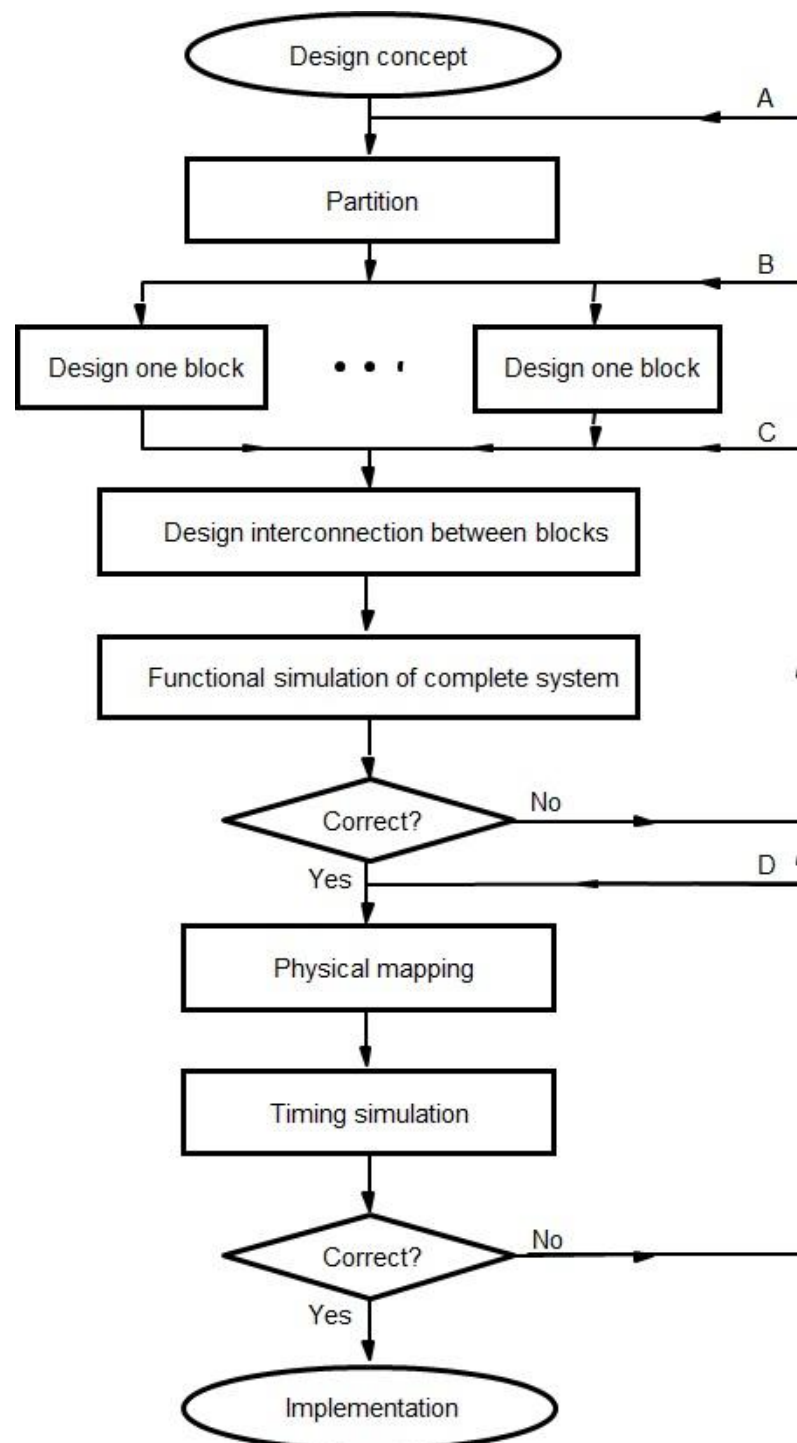 Design concept
A
Partition
B
Design one block
Design one block
C
Design interconnection between blocks
Functional simulation of complete system
Correct?
No
D
Yes
Physical mapping
Timing simulation
Correct?
No
Yes
Implementation